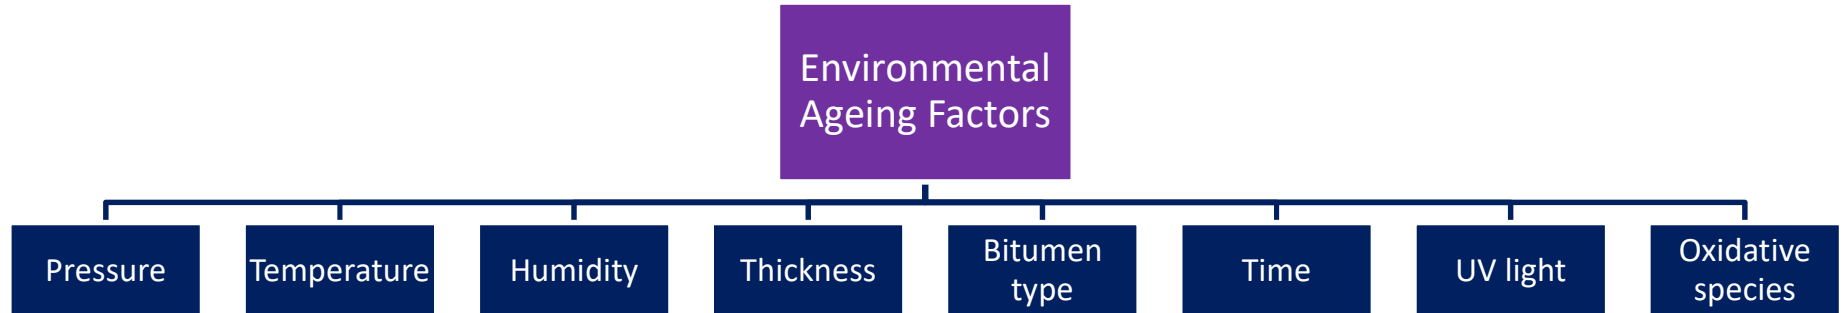 Environmental
Ageing Factors
Pressure
Temperature
Humidity
Thickness
Bitumen
type
Time
UV light
Oxidative
species